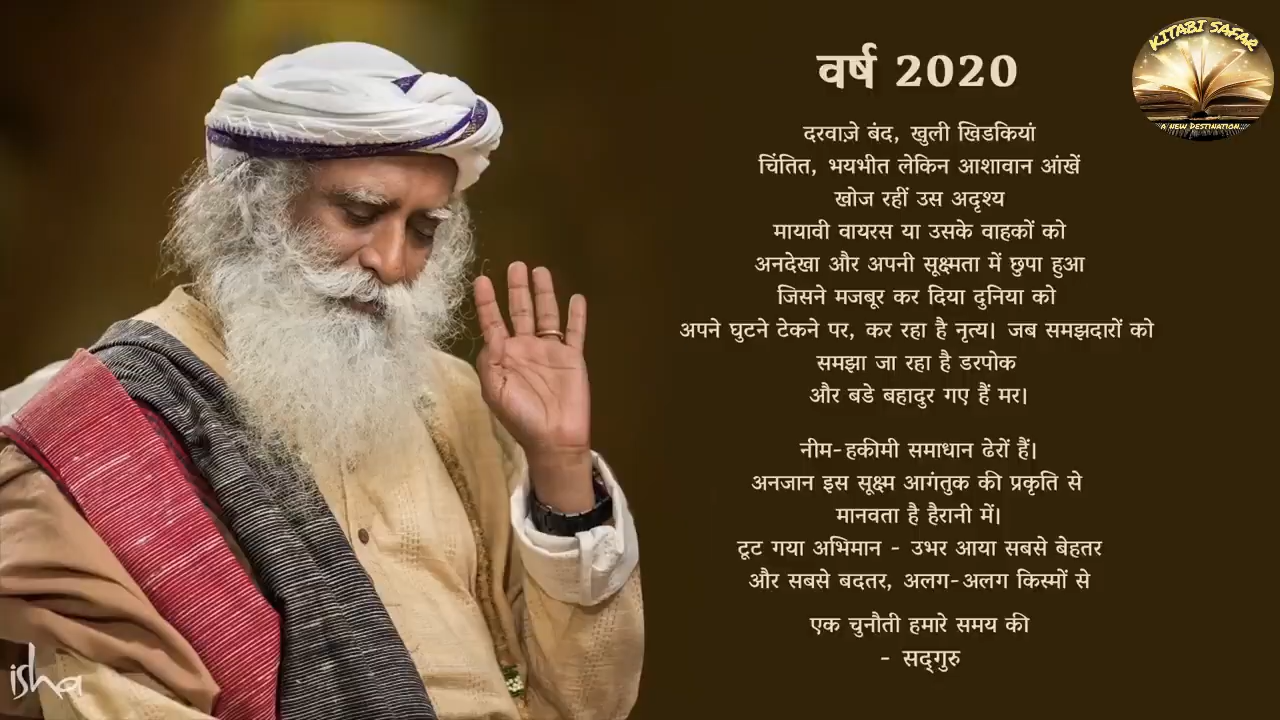 वर्ष 2020
KITABI SAFAR
A NEW DESTINATION...
दरवाज़े बंद, खुली खिडकियां
चिंतित, भयभीत लेकिन आशावान आंखें
खोज रहीं उस अदृश्य
मायावी वायरस या उसके वाहकों को
अनदेखा और अपनी सूक्ष्मता में छुपा हुआ
जिसने मजबूर कर दिया दुनिया को
अपने घुटने टेकने पर, कर रहा है नृत्य। जब समझदारों को
समझा जा रहा है डरपोक
और बडे बहादुर गए हैं मर।
नीम-हकीमी समाधान ढेरों हैं।
अनजान इस सूक्ष्म आगंतुक की प्रकृति से
मानवता है हैरानी में।
टूट गया अभिमान - उभर आया सबसे बेहतर
और सबसे बदतर, अलग-अलग किस्मों से
एक चुनौती हमारे समय की
- सद्गुरु
isha